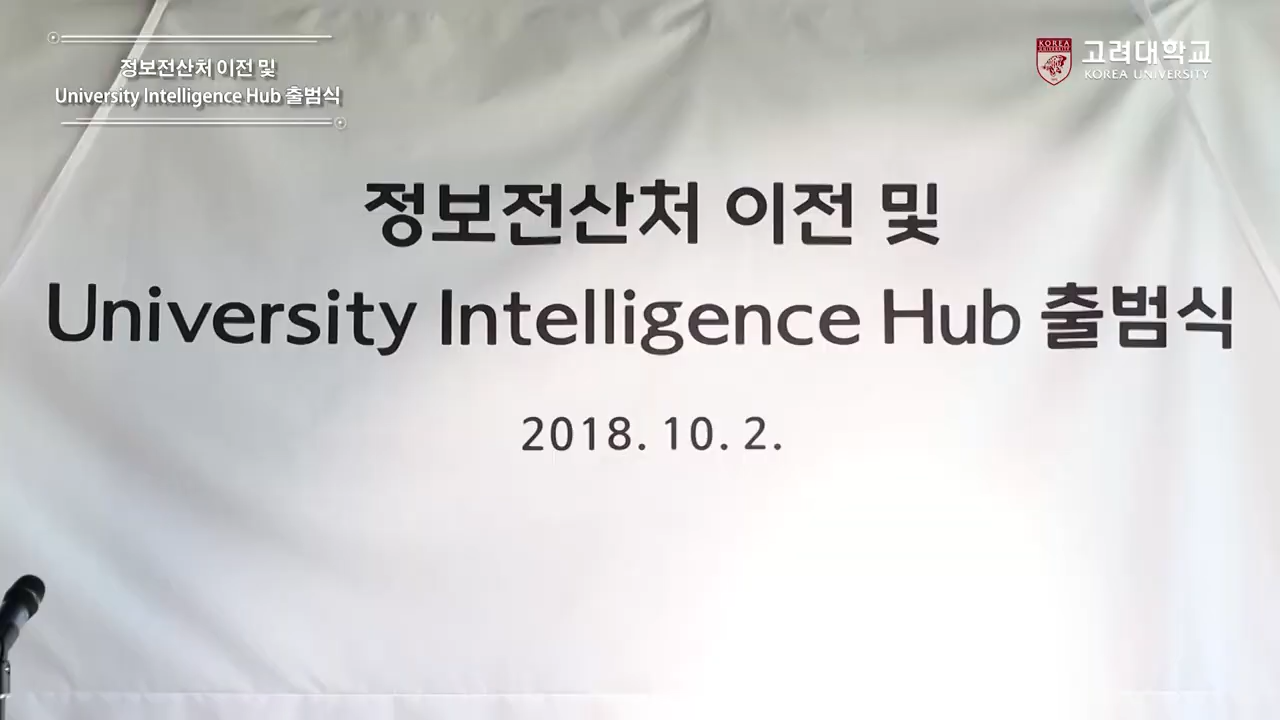 정보전산처 이전 및
University Intelligence Hub 출범식
KOREA
UNIVERSITY
고려대학교
KOREA UNIVERSITY
정보전산처 이전 및
University Intelligence Hub 출범식
2018. 10. 2.